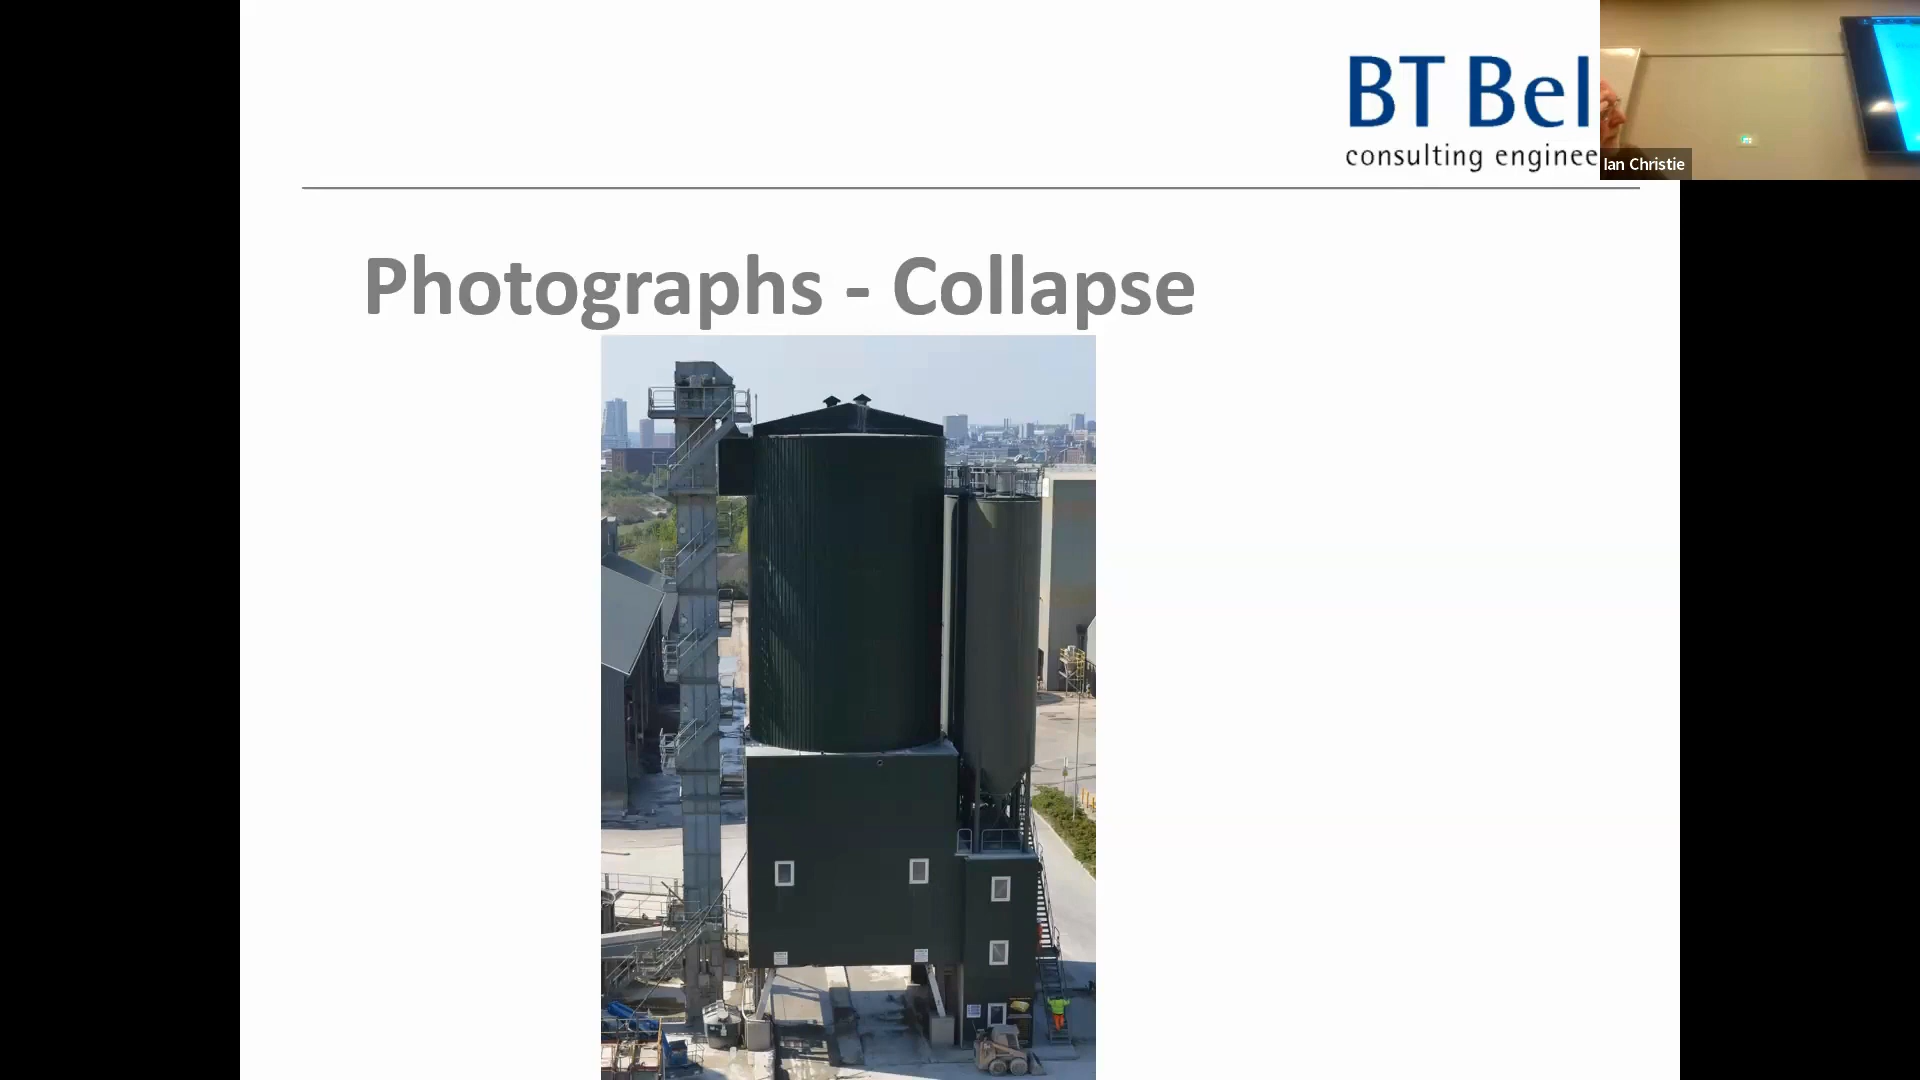 BT Bel
consulting enginee
Ian Christie
Photographs - Collapse